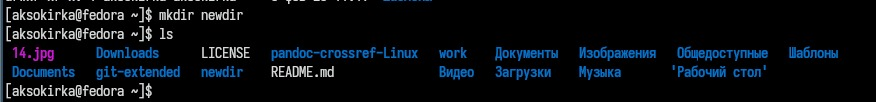 [aksokirka@fedora ~]$ mkdir newdir
[aksokirka@fedora ~]$ ls
14.jpg Downloads LICENSE pandoc-crossref-Linux work Документы Изображения Общедоступные Шаблоны
Documents git-extended newdir README.md Видео Загрузки Музыка 'Рабочий стол'
[aksokirka@fedora ~]$